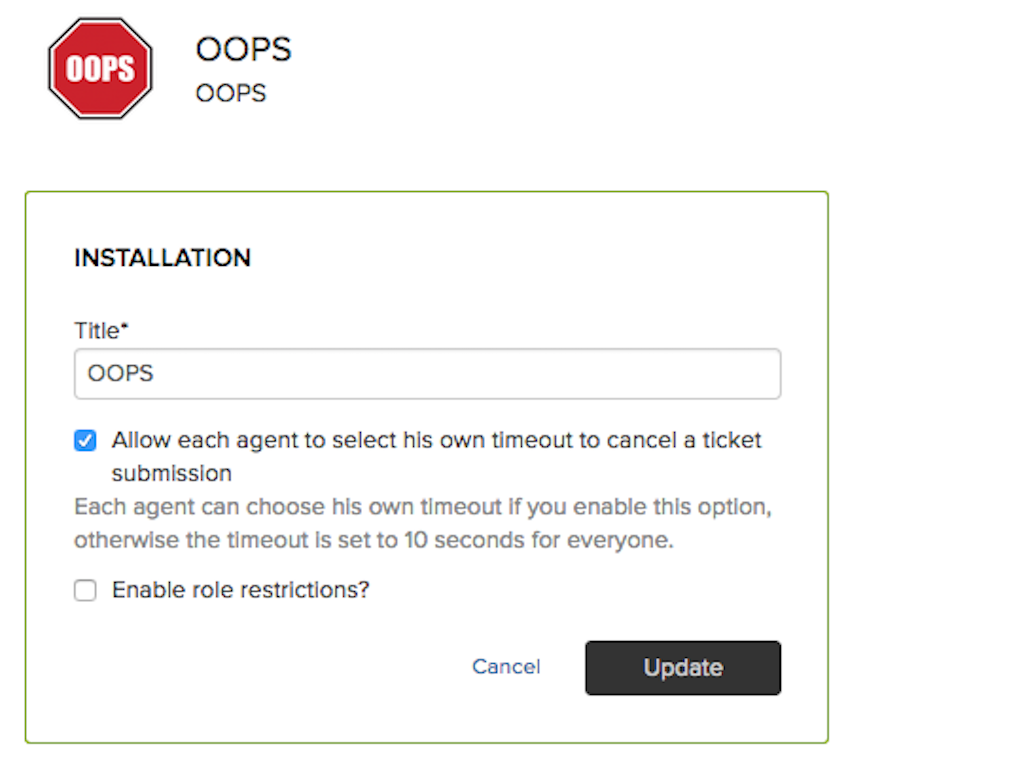 OOPS
OOPS
OOPS
INSTALLATION
Title*
OOPS
Allow each agent to select his own timeout to cancel a ticket
submission
Each agent can choose his own timeout if you enable this option,
otherwise the timeout is set to 10 seconds for everyone.
Enable role restrictions?
Cancel
Update